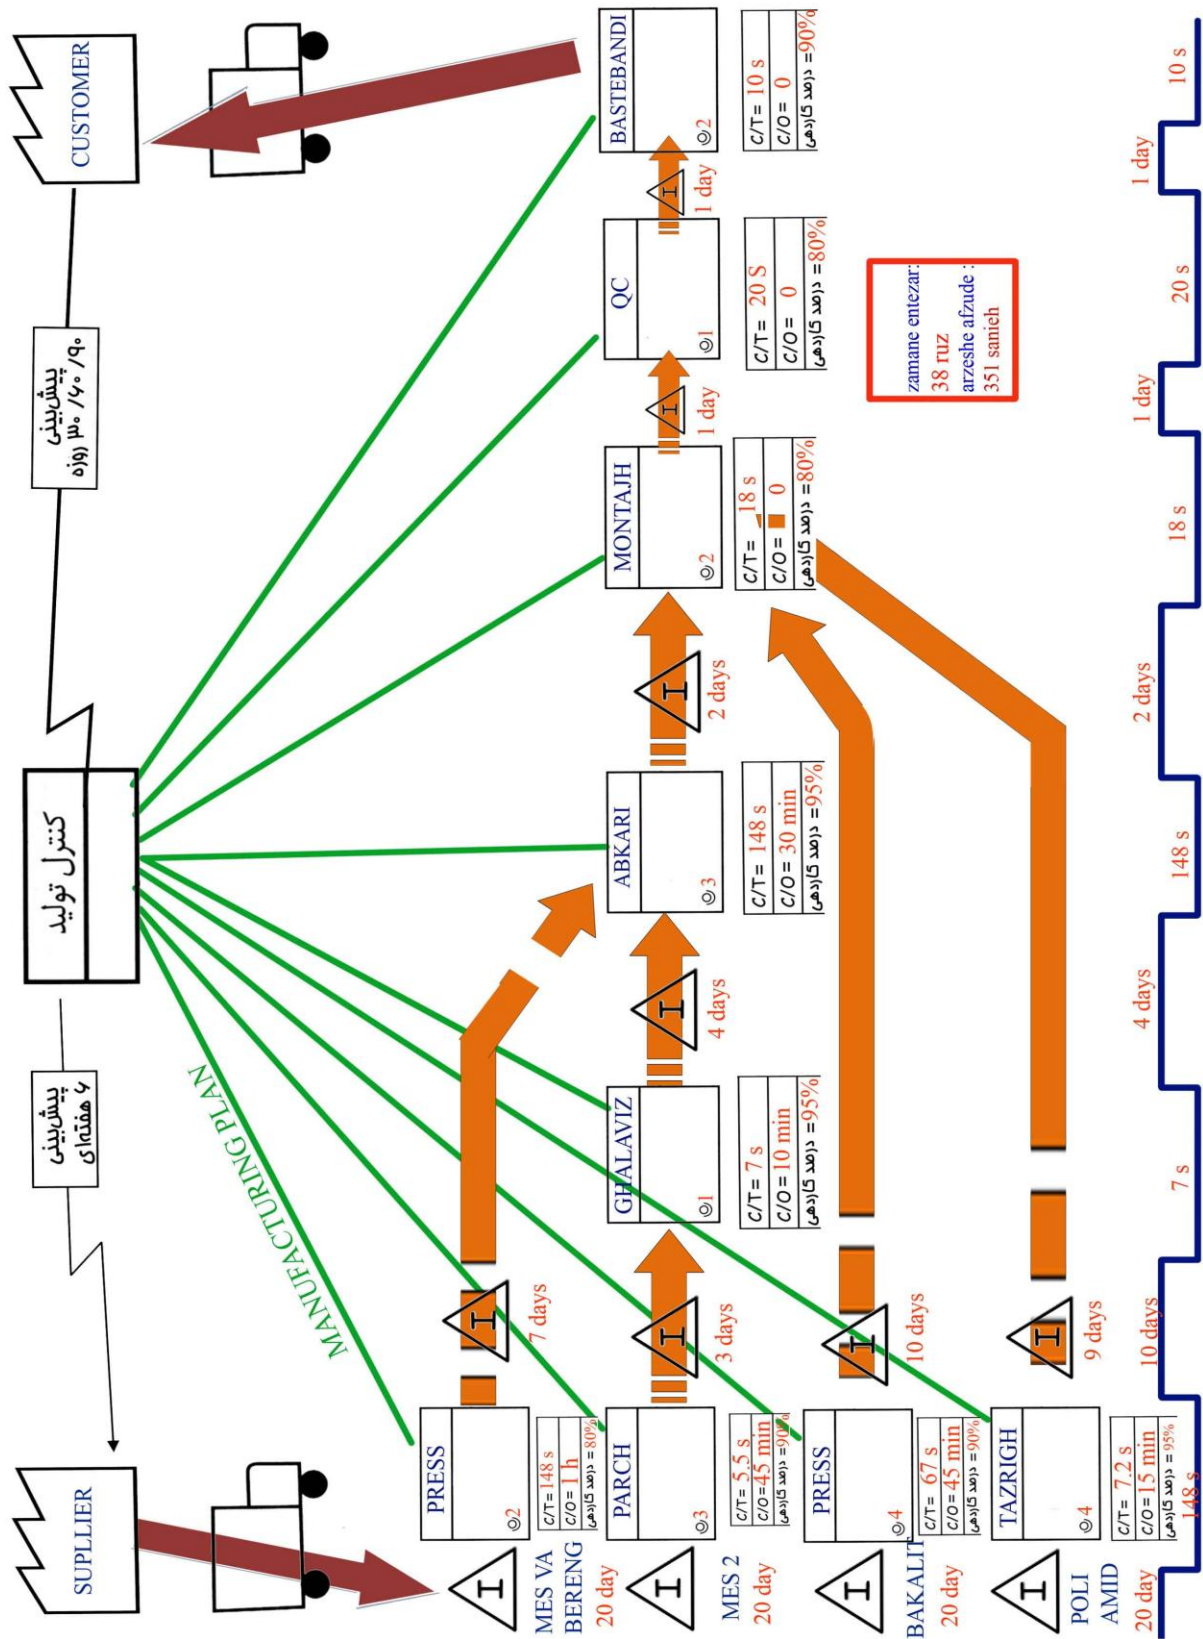 SUPLLIER
پیش‌بینی
۶ هفته‌ای
کنترل تولید
پیش‌بینی
۳۰ /۶۰ /۹۰ روزه
CUSTOMER
MANUFACTURING PLAN
MES VA
BERENG
20 day
PRESS
2
C/T= 148 s
C/O= 1 h
درصد کاردهی =80%
7 days
MES 2
20 day
PARCH
3
C/T= 5.5 s
C/O=45 min
درصد کاردهی =90%
I
3 days
GHALAVIZ
1
C/T= 7 s
C/O= 10 min
درصد کاردهی =95%
I
4 days
ABKARI
3
C/T= 148 s
C/O= 30 min
درصد کاردهی =95%
I
2 days
MONTAJH
2
C/T= 18 s
C/O= 0
درصد کاردهی =80%
I
1 day
QC
1
C/T= 20 S
C/O= 0
درصد کاردهی =80%
I
1 day
BASTEBANDI
2
C/T= 10 s
C/O= 0
درصد کاردهی =90%
I
I
I
BAKALIT
20 day
PRESS
4
C/T= 67 s
C/O=45 min
درصد کاردهی =90%
I
10 days
I
POLI
AMID
20 day
TAZRIGH
4
C/T= 7.2 s
C/O= 15 min
درصد کاردهی = 95%
I
9 days
I
zamane entezar:
38 ruz
arzeshe afzude :
351 sanieh
148 s
10 days
7 s
4 days
148 s
2 days
18 s
1 day
20 s
1 day
10 s